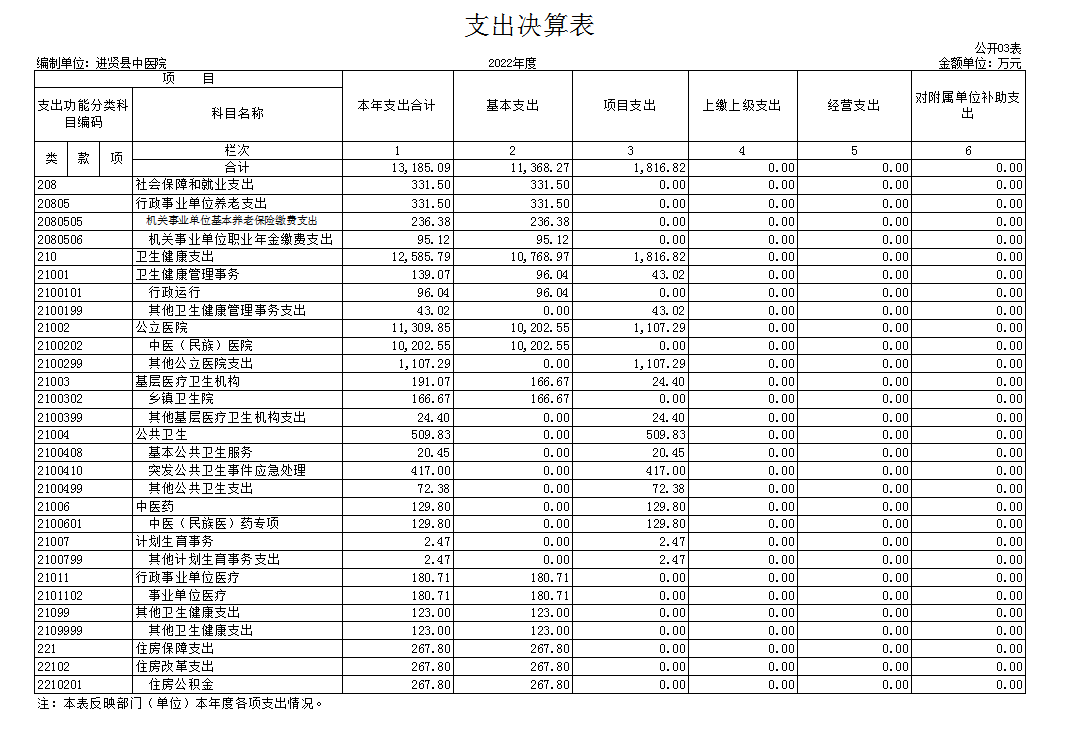 支出决算表
公开03表
编制单位：进贤县中医院 2022年度 金额单位：万元
项 目 本年支出合计 基本支出 项目支出 上缴上级支出 经营支出 对附属单位补助支出
支出功能分类科目编码 科目名称
类 款 项 栏次 1 2 3 4 5 6
合计 13,185.09 11,368.27 1,816.82 0.00 0.00 0.00
208 社会保障和就业支出 331.50 331.50 0.00 0.00 0.00 0.00
20805 行政事业单位养老支出 331.50 331.50 0.00 0.00 0.00 0.00
2080505 机关事业单位基本养老保险缴费支出 236.38 236.38 0.00 0.00 0.00 0.00
2080506 机关事业单位职业年金缴费支出 95.12 95.12 0.00 0.00 0.00 0.00
210 卫生健康支出 12,585.79 10,768.97 1,816.82 0.00 0.00 0.00
21001 卫生健康管理事务 139.07 96.04 43.02 0.00 0.00 0.00
2100101 行政运行 96.04 96.04 0.00 0.00 0.00 0.00
2100199 其他卫生健康管理事务支出 43.02 0.00 43.02 0.00 0.00 0.00
21002 公立医院 11,309.85 10,202.55 1,107.29 0.00 0.00 0.00
2100202 中医（民族）医院 10,202.55 10,202.55 0.00 0.00 0.00 0.00
2100299 其他公立医院支出 1,107.29 0.00 1,107.29 0.00 0.00 0.00
21003 基层医疗卫生机构 191.07 166.67 24.40 0.00 0.00 0.00
2100302 乡镇卫生院 166.67 166.67 0.00 0.00 0.00 0.00
2100399 其他基层医疗卫生机构支出 24.40 0.00 24.40 0.00 0.00 0.00
21004 公共卫生 509.83 0.00 509.83 0.00 0.00 0.00
2100408 基本公共卫生服务 20.45 0.00 20.45 0.00 0.00 0.00
2100410 突发公共卫生事件应急处理 417.00 0.00 417.00 0.00 0.00 0.00
2100499 其他公共卫生支出 72.38 0.00 72.38 0.00 0.00 0.00
21006 中医药 129.80 0.00 129.80 0.00 0.00 0.00
2100601 中医（民族医）药专项 129.80 0.00 129.80 0.00 0.00 0.00
21007 计划生育事务 2.47 0.00 2.47 0.00 0.00 0.00
2100799 其他计划生育事务支出 2.47 0.00 2.47 0.00 0.00 0.00
21011 行政事业单位医疗 180.71 180.71 0.00 0.00 0.00 0.00
2101102 事业单位医疗 180.71 180.71 0.00 0.00 0.00 0.00
21099 其他卫生健康支出 123.00 123.00 0.00 0.00 0.00 0.00
2109999 其他卫生健康支出 123.00 123.00 0.00 0.00 0.00 0.00
221 住房保障支出 267.80 267.80 0.00 0.00 0.00 0.00
22102 住房改革支出 267.80 267.80 0.00 0.00 0.00 0.00
2210201 住房公积金 267.80 267.80 0.00 0.00 0.00 0.00
注：本表反映部门（单位）本年度各项支出情况。